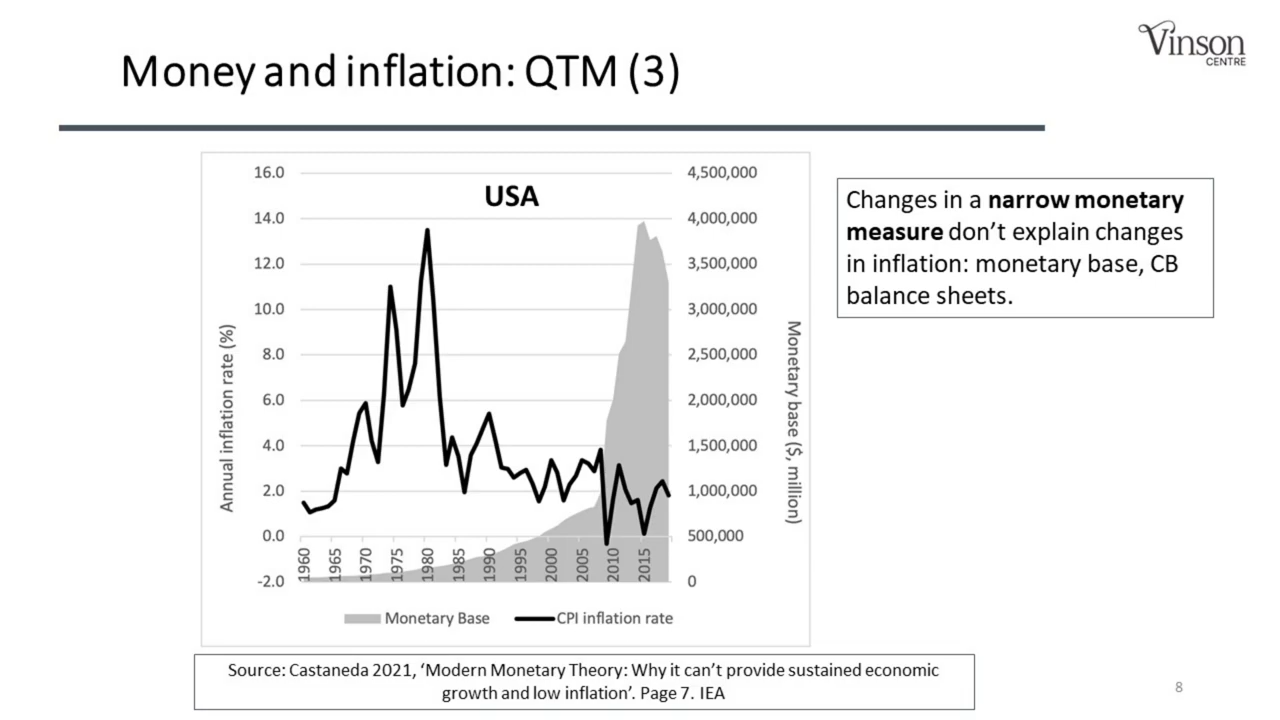 Vinson
CENTRE
Money and inflation: QTM (3)
USA
16.0
14.0
12.0
10.0
8.0
6.0
4.0
2.0
0.0
-2.0
Annual inflation rate (%)
4,500,000
4,000,000
3,500,000
3,000,000
2,500,000
2,000,000
1,500,000
1,000,000
500,000
0
Monetary base ($, million)
1960
1965
1970
1975
1980
1985
1990
1995
2000
2005
2010
2015
Monetary Base
CPI inflation rate
Changes in a narrow monetary
measure don't explain changes
in inflation: monetary base, CB
balance sheets.
Source: Castaneda 2021, ‘Modern Monetary Theory: Why it can’t provide sustained economic
growth and low inflation’. Page 7. IEA
8